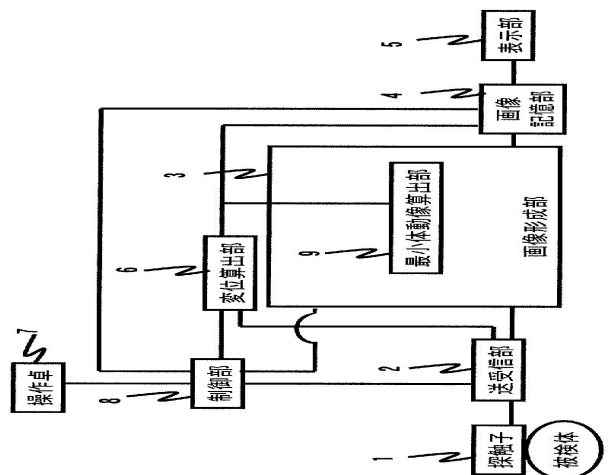 7
操作卓
8
制御部
6
変位算出部
3
9
最小体動像算出部
画像形成部
4
画像
記憶部
5
表示部
2
送受信部
1
探触子
被検体